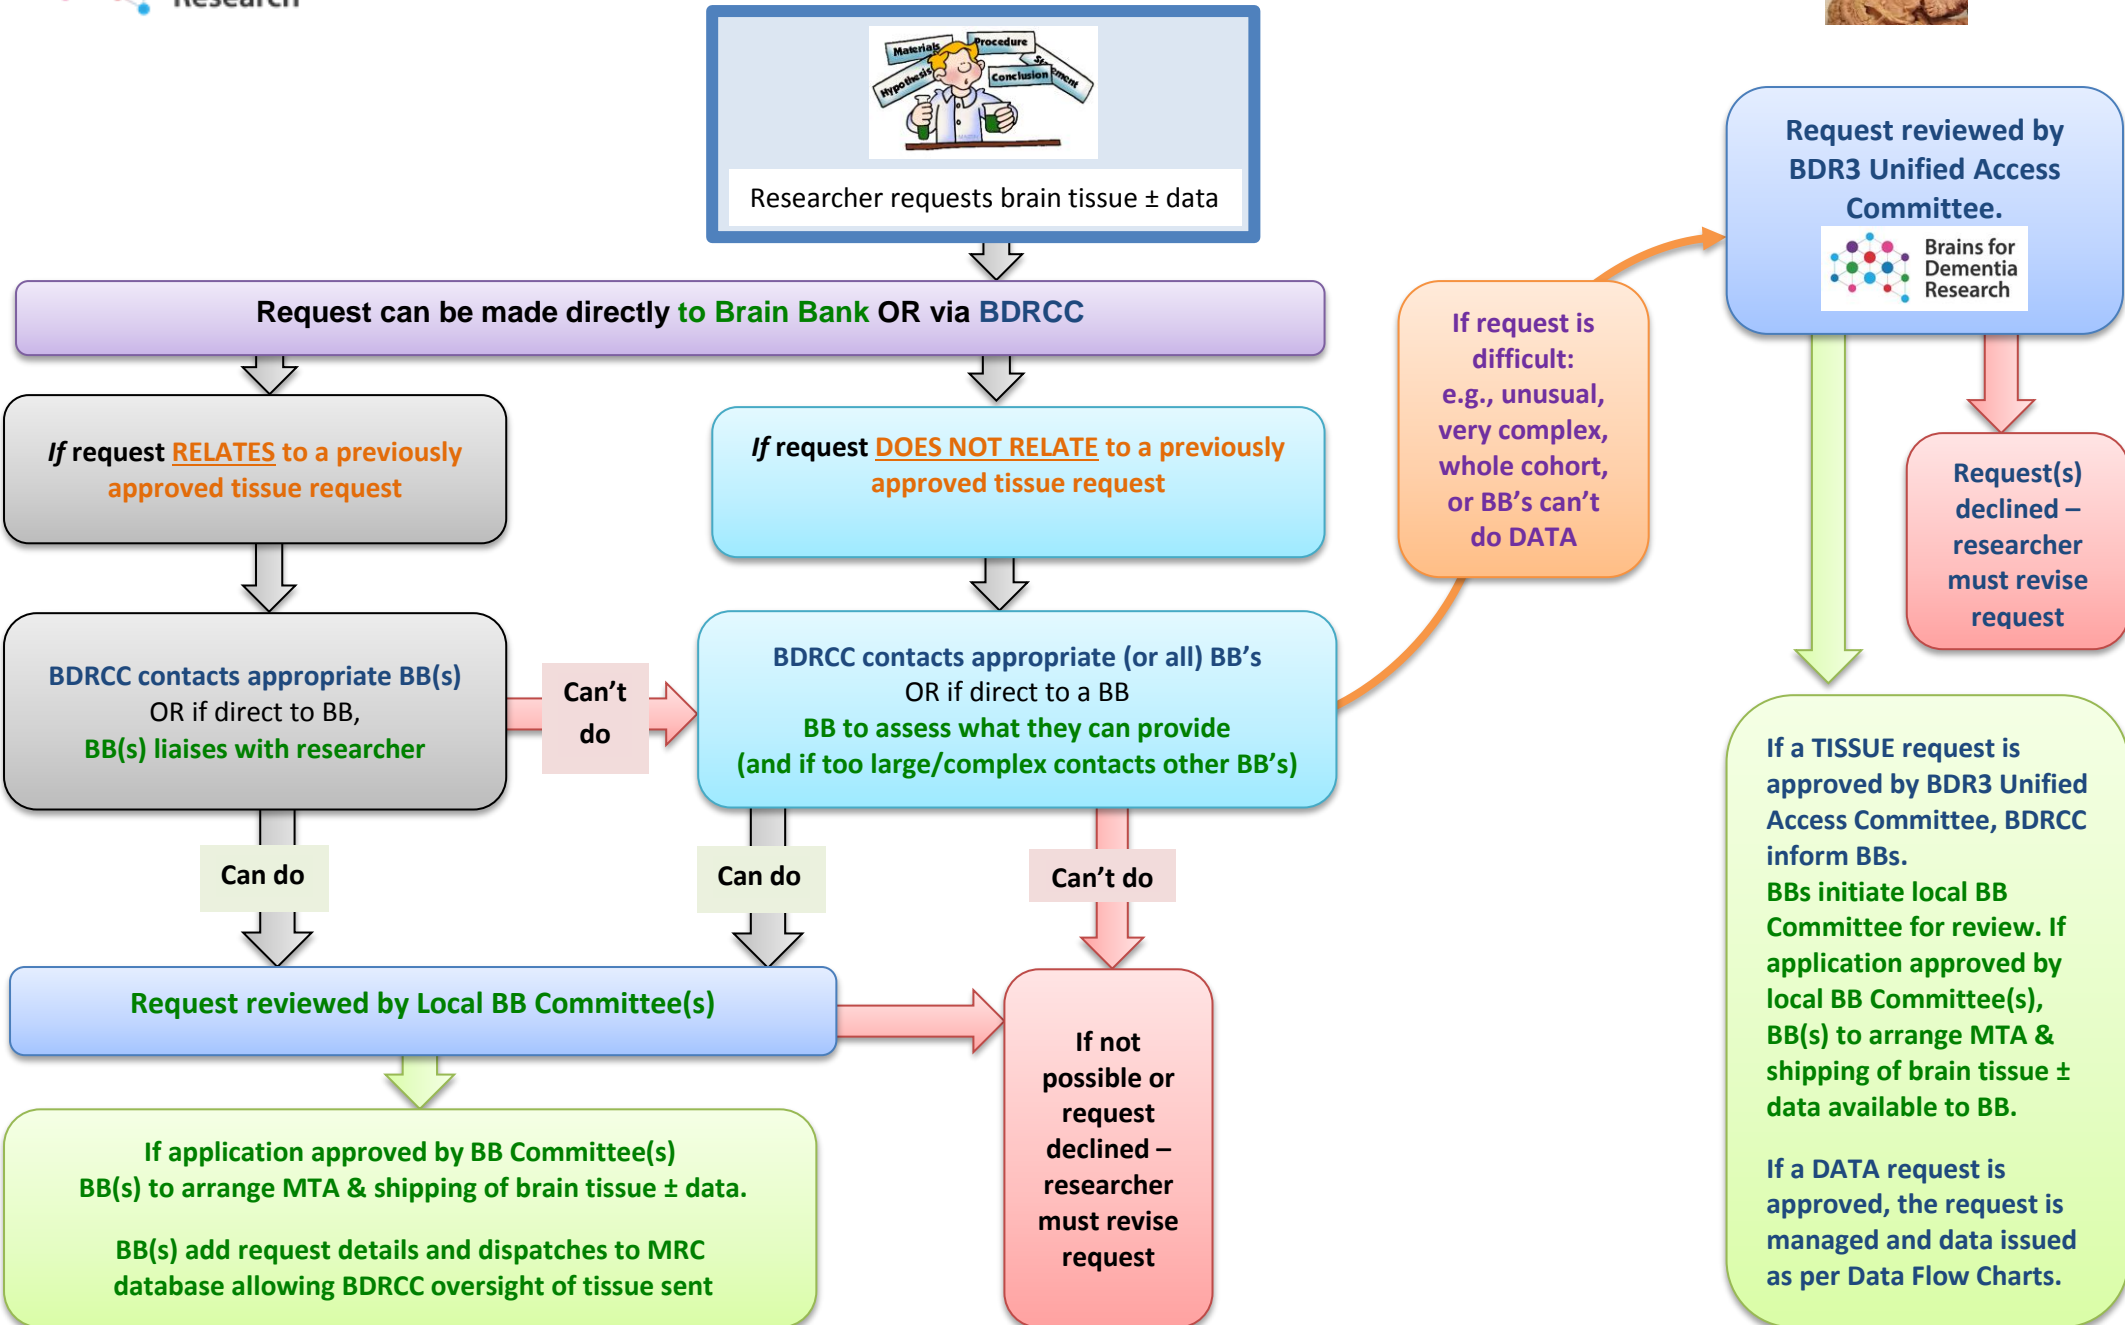 Research
Materials
Procedure
Hypothesis
Statement
Conclusion
Researcher requests brain tissue ± data
Request can be made directly to Brain Bank OR via BDRCC
If request RELATES to a previously
approved tissue request
If request DOES NOT RELATE to a previously
approved tissue request
BDRCC contacts appropriate BB(s)
OR if direct to BB,
BB(s) liaises with researcher
Can’t
do
BDRCC contacts appropriate (or all) BB’s
OR if direct to a BB
BB to assess what they can provide
(and if too large/complex contacts other BB’s)
Can do
Can do
Can’t do
Request reviewed by Local BB Committee(s)
If application approved by BB Committee(s)
BB(s) to arrange MTA & shipping of brain tissue ± data.
BB(s) add request details and dispatches to MRC
database allowing BDRCC oversight of tissue sent
If not
possible or
request
declined –
researcher
must revise
request
If request is
difficult:
e.g., unusual,
very complex,
whole cohort,
or BB’s can’t
do DATA
Request reviewed by
BDR3 Unified Access
Committee.
Brains for
Dementia
Research
Request(s)
declined –
researcher
must revise
request
If a TISSUE request is
approved by BDR3 Unified
Access Committee, BDRCC
inform BBs.
BBs initiate local BB
Committee for review. If
application approved by
local BB Committee(s),
BB(s) to arrange MTA &
shipping of brain tissue ±
data available to BB.
If a DATA request is
approved, the request is
managed and data issued
as per Data Flow Charts.